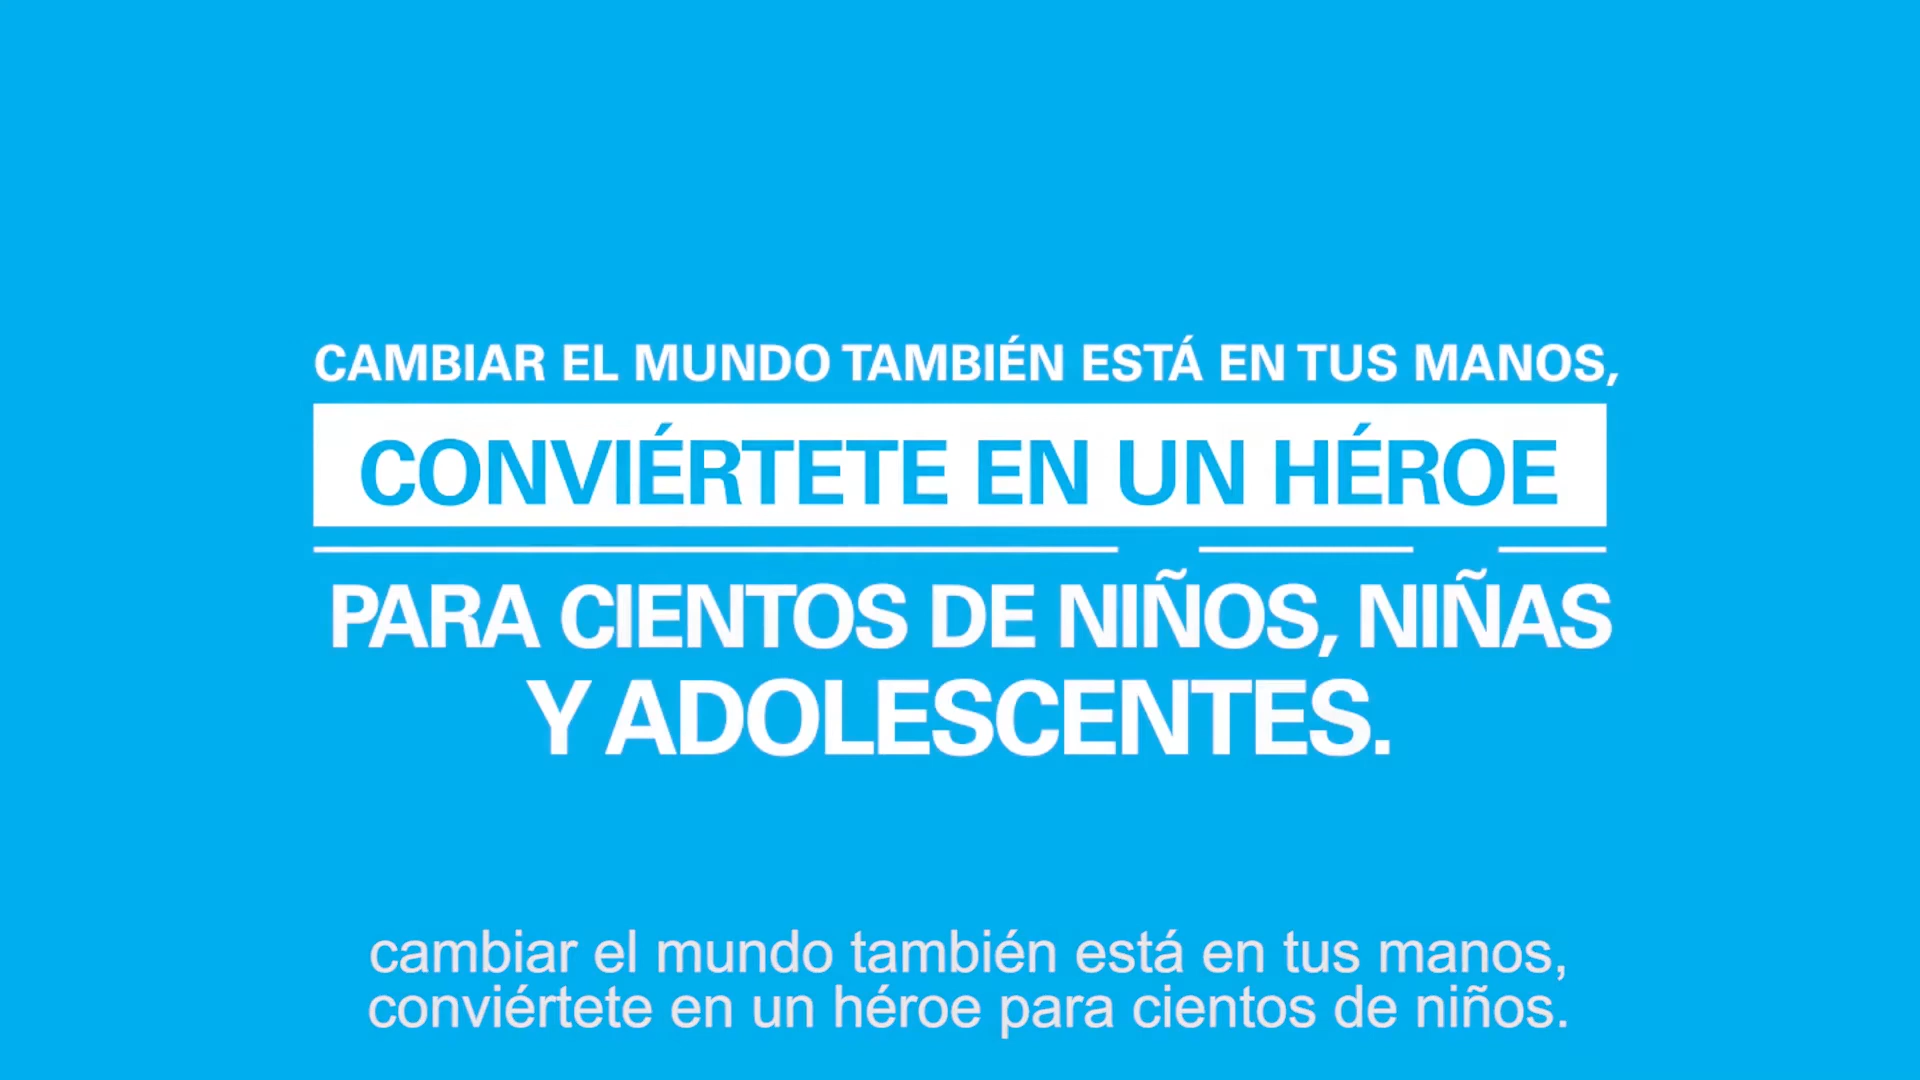 CAMBIAR EL MUNDO TAMBIÉN ESTÁ EN TUS MANOS,
CONVIÉRTETE EN UN HÉROE
PARA CIENTOS DE NIÑOS, NIÑAS
Y ADOLESCENTES.
cambiar el mundo también está en tus manos,
conviértete en un héroe para cientos de niños.